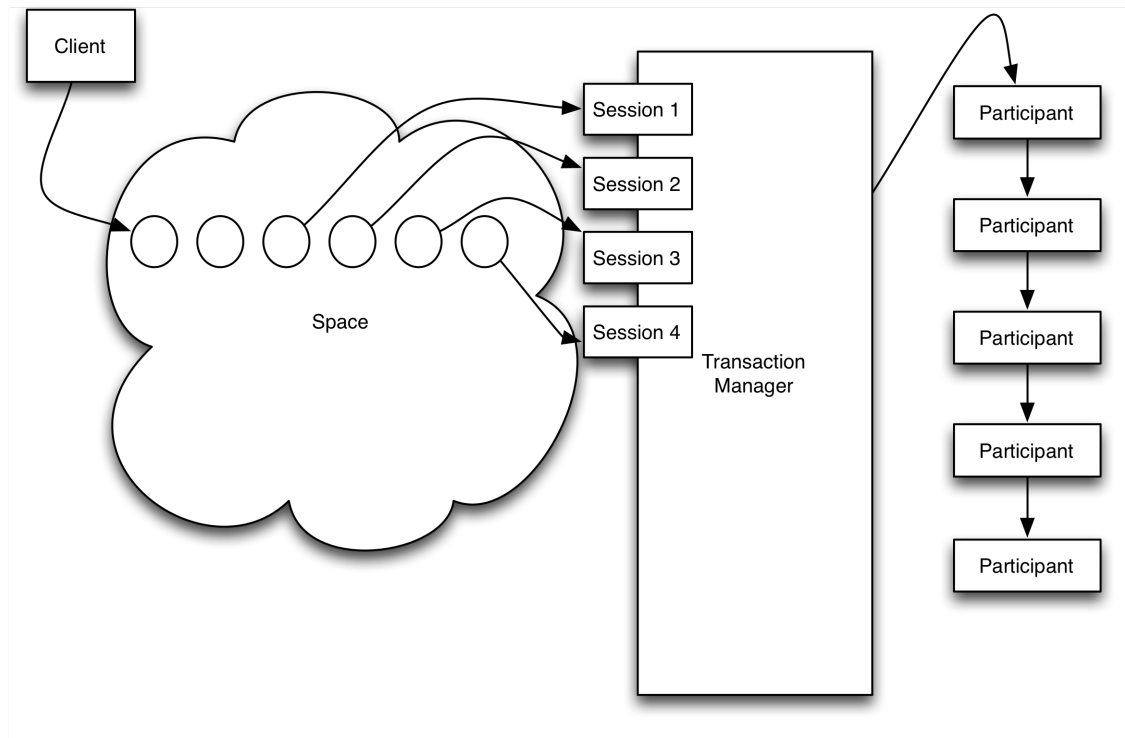 Client
Session 1
Session 2
Session 3
Session 4
Space
Transaction
Manager
Participant
Participant
Participant
Participant
Participant